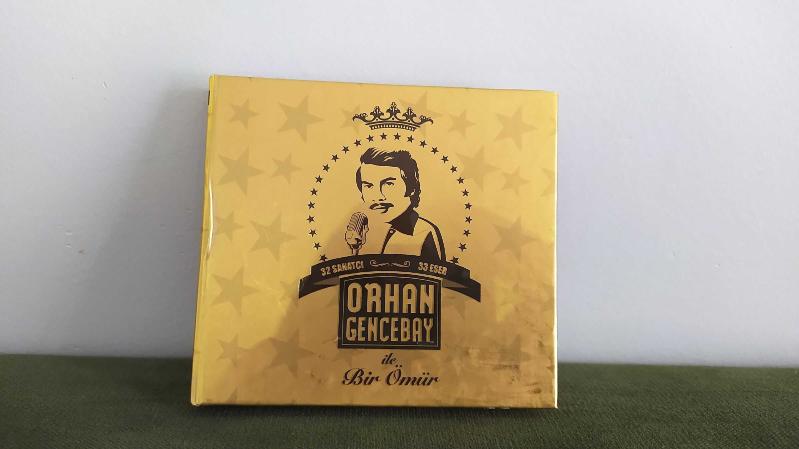 32 SANATÇI 33 ESER
ORHAN
GENCEBAY
ile
Bir Ömür